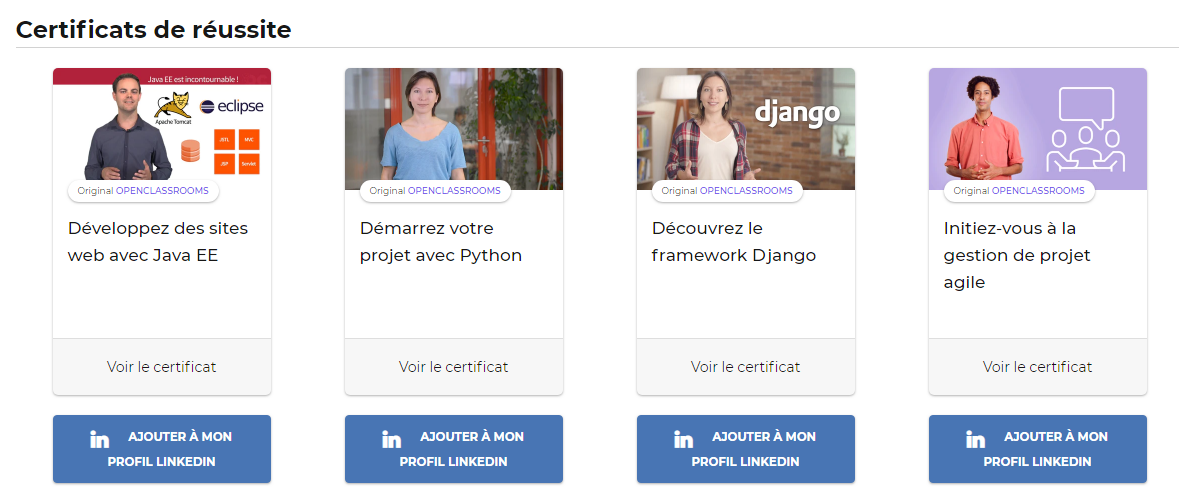 Certificats de réussite
Java EE est incontournable !
Apache Tomcat
eclipse
JSTL
MVC
JSP
Servlet
Original OPENCLASSROOMS
Développez des sites
web avec Java EE
Voir le certificat
in AJOUTER À MON
PROFIL LINKEDIN
Original OPENCLASSROOMS
Démarrez votre
projet avec Python
Voir le certificat
in AJOUTER À MON
PROFIL LINKEDIN
django
Original OPENCLASSROOMS
Découvrez le
framework Django
Voir le certificat
in AJOUTER À MON
PROFIL LINKEDIN
Original OPENCLASSROOMS
Initiez-vous à la
gestion de projet
agile
Voir le certificat
in AJOUTER À MON
PROFIL LINKEDIN